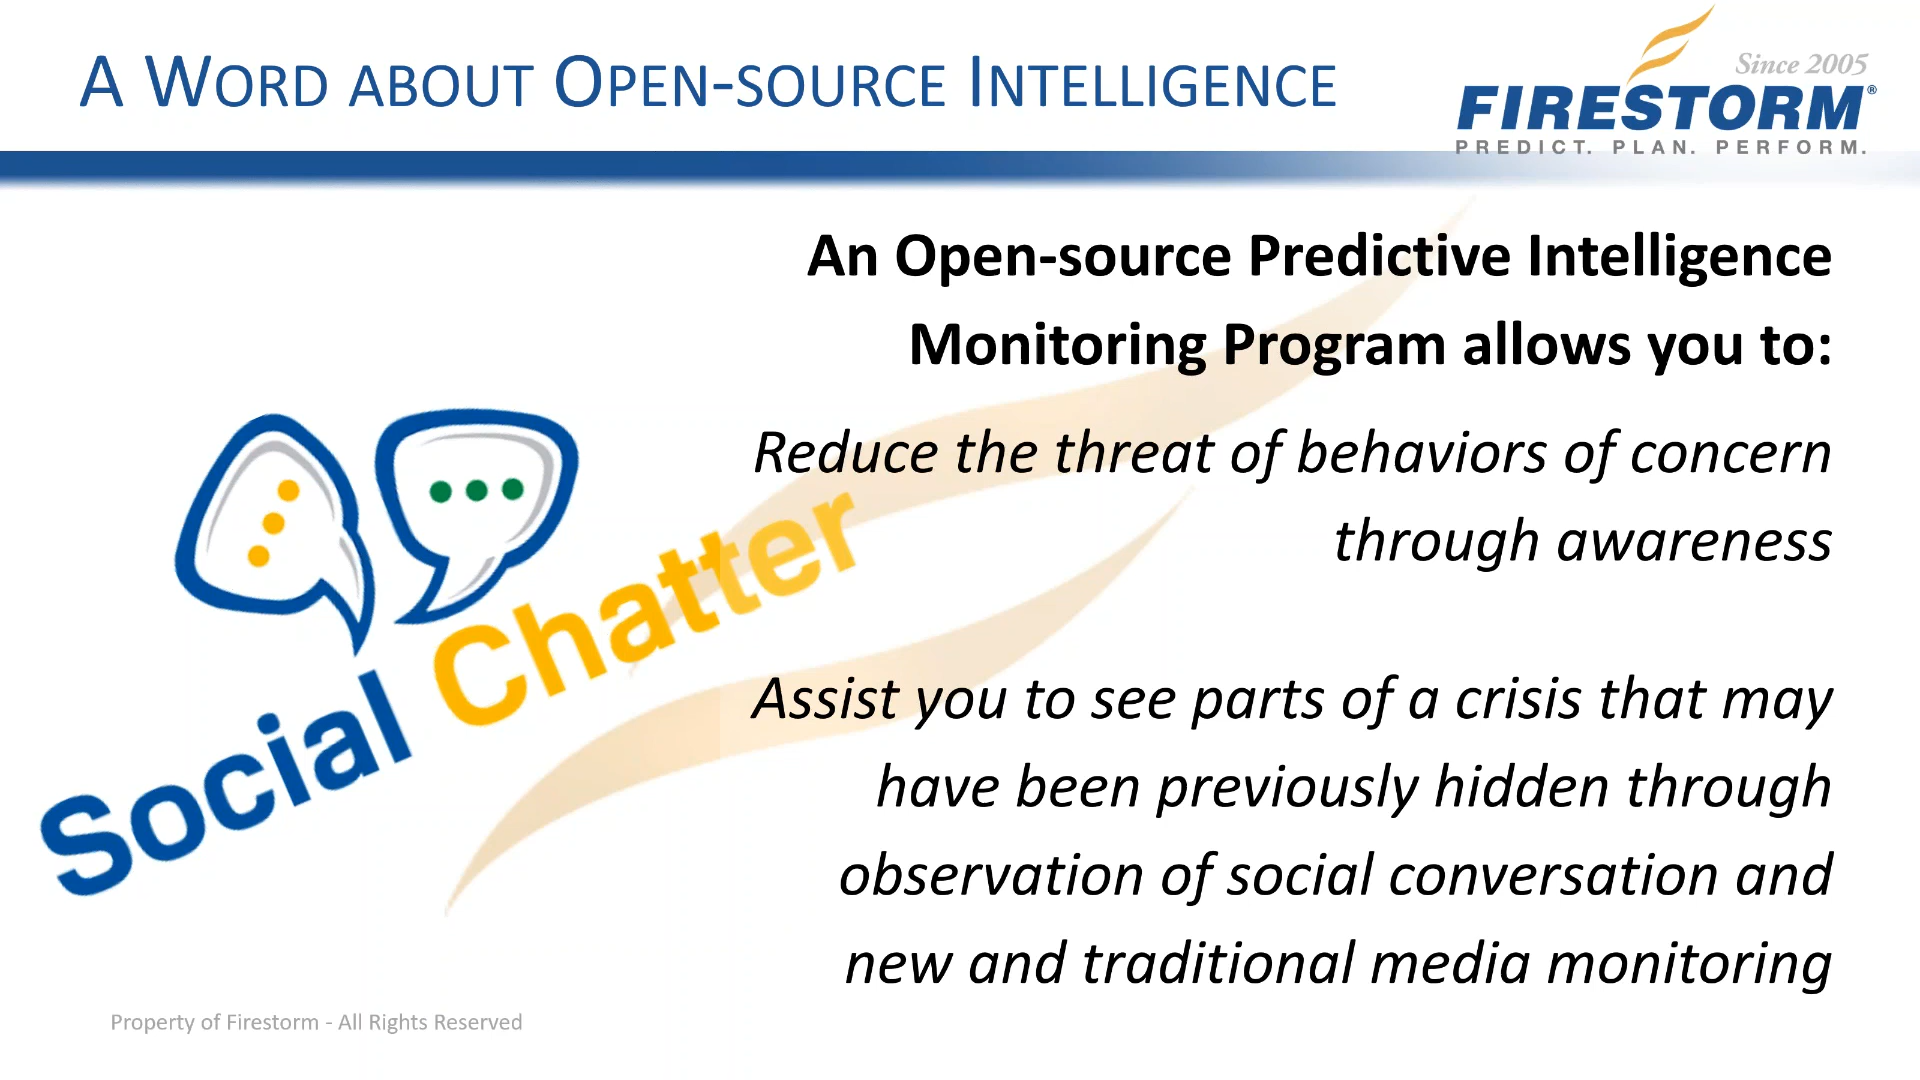 A Word about Open-source Intelligence
Since 2005
FIRESTORM®
PREDICT. PLAN. PERFORM.
An Open-source Predictive Intelligence
Monitoring Program allows you to:
Reduce the threat of behaviors of concern
through awareness
Social Chatter
Assist you to see parts of a crisis that may
have been previously hidden through
observation of social conversation and
new and traditional media monitoring
Property of Firestorm - All Rights Reserved